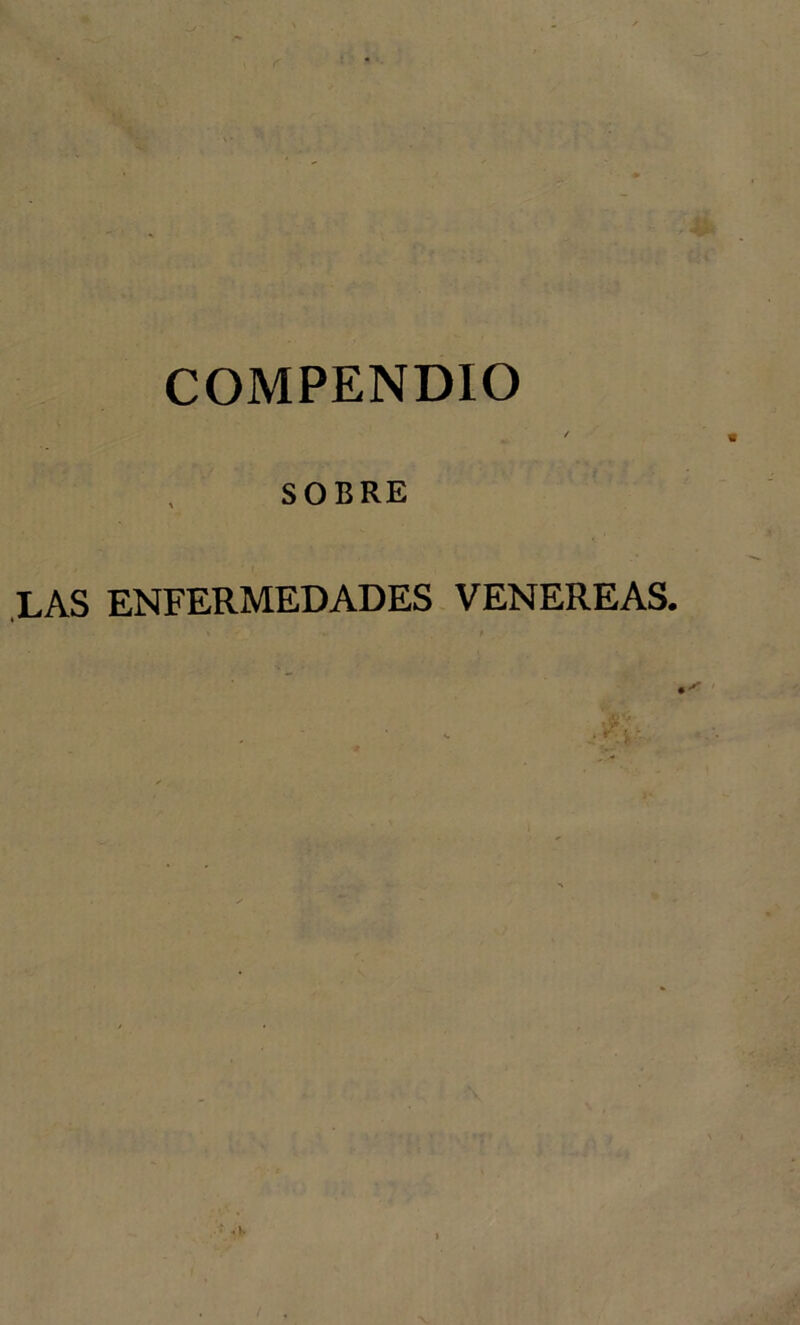 COMPENDIO
SOBRE
LAS ENFERMEDADES VENEREAS.